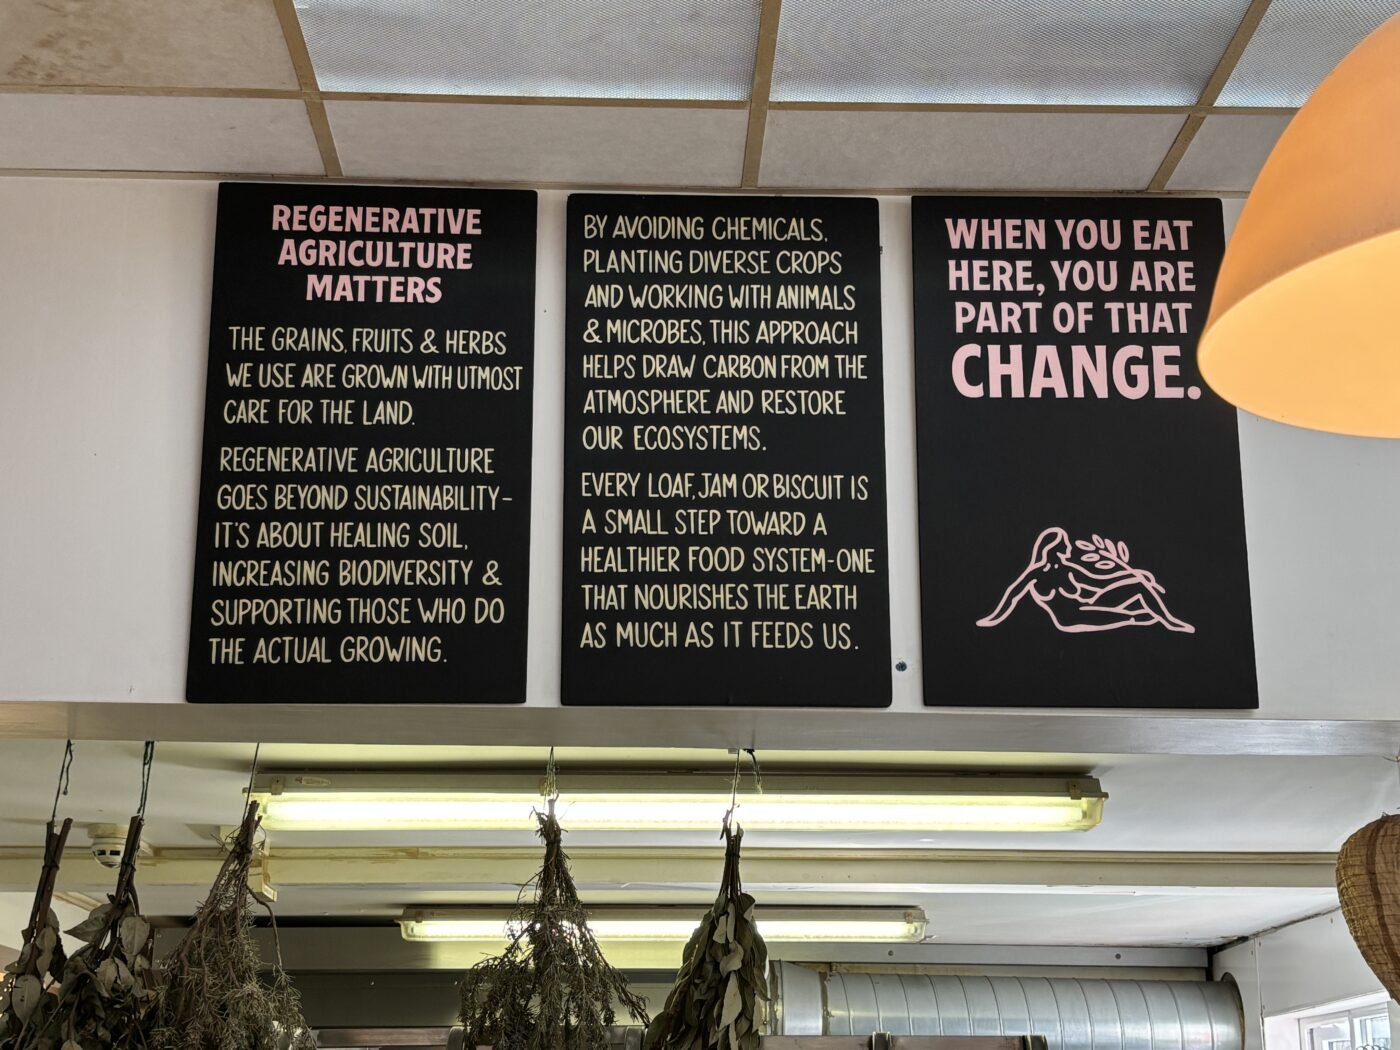 REGENERATIVE
AGRICULTURE
MATTERS
THE GRAINS, FRUITS & HERBS
WE USE ARE GROWN WITH UTMOST
CARE FOR THE LAND.
REGENERATIVE AGRICULTURE
GOES BEYOND SUSTAINABILITY-
IT'S ABOUT HEALING SOIL,
INCREASING BIODIVERSITY &
SUPPORTING THOSE WHO DO
THE ACTUAL GROWING.
BY AVOIDING CHEMICALS,
PLANTING DIVERSE CROPS
AND WORKING WITH ANIMALS
& MICROBES, THIS APPROACH
HELPS DRAW CARBON FROM THE
ATMOSPHERE AND RESTORE
OUR ECOSYSTEMS.
EVERY LOAF, JAM OR BISCUIT IS
A SMALL STEP TOWARD A
HEALTHIER FOOD SYSTEM-ONE
THAT NOURISHES THE EARTH
AS MUCH AS IT FEEDS US.
WHEN YOU EAT
HERE, YOU ARE
PART OF THAT
CHANGE.